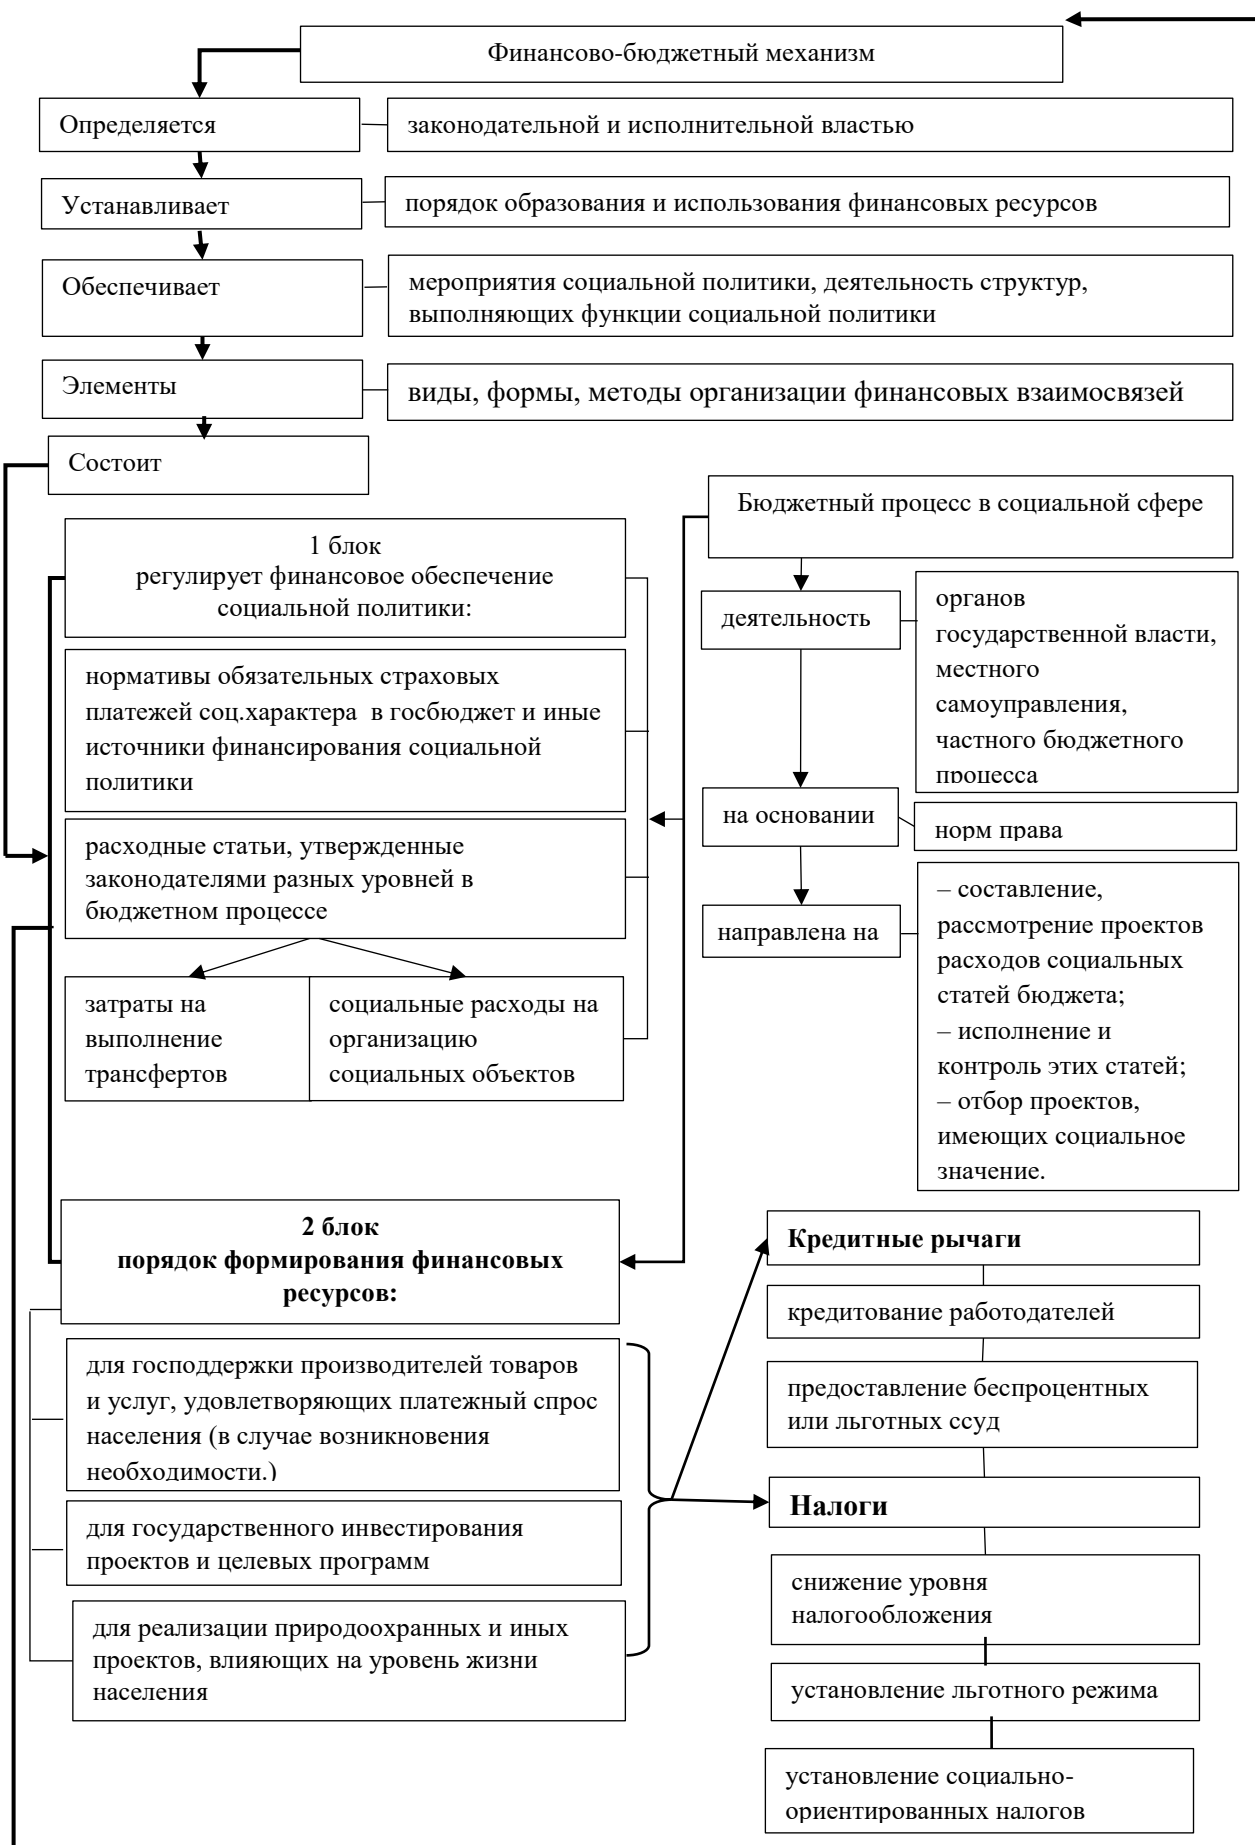 Финансово-бюджетный механизм
Определяется
законодательной и исполнительной властью
Устанавливает
порядок образования и использования финансовых ресурсов
Обеспечивает
мероприятия социальной политики, деятельность структур,
выполняющих функции социальной политики
Элементы
виды, формы, методы организации финансовых взаимосвязей
Состоит
1 блок
регулирует финансовое обеспечение
социальной политики:
нормативы обязательных страховых
платежей соц.характера в госбюджет и иные
источники финансирования социальной
политики
расходные статьи, утвержденные
законодателями разных уровней в
бюджетном процессе
затраты на
выполнение
трансфертов
социальные расходы на
организацию
социальных объектов
Бюджетный процесс в социальной сфере
деятельность
органов
государственной власти,
местного
самоуправления,
частного бюджетного
процесса
на основании
норм права
направлена на
– составление,
рассмотрение проектов
расходов социальных
статей бюджета;
– исполнение и
контроль этих статей;
– отбор проектов,
имеющих социальное
значение.
2 блок
порядок формирования финансовых
ресурсов:
для господдержки производителей товаров
и услуг, удовлетворяющих платежный спрос
населения (в случае возникновения
необходимости.)
для государственного инвестирования
проектов и целевых программ
для реализации природоохранных и иных
проектов, влияющих на уровень жизни
населения
Кредитные рычаги
кредитование работодателей
предоставление беспроцентных
или льготных ссуд
Налоги
снижение уровня
налогообложения
установление льготного режима
установление социально-
ориентированных налогов